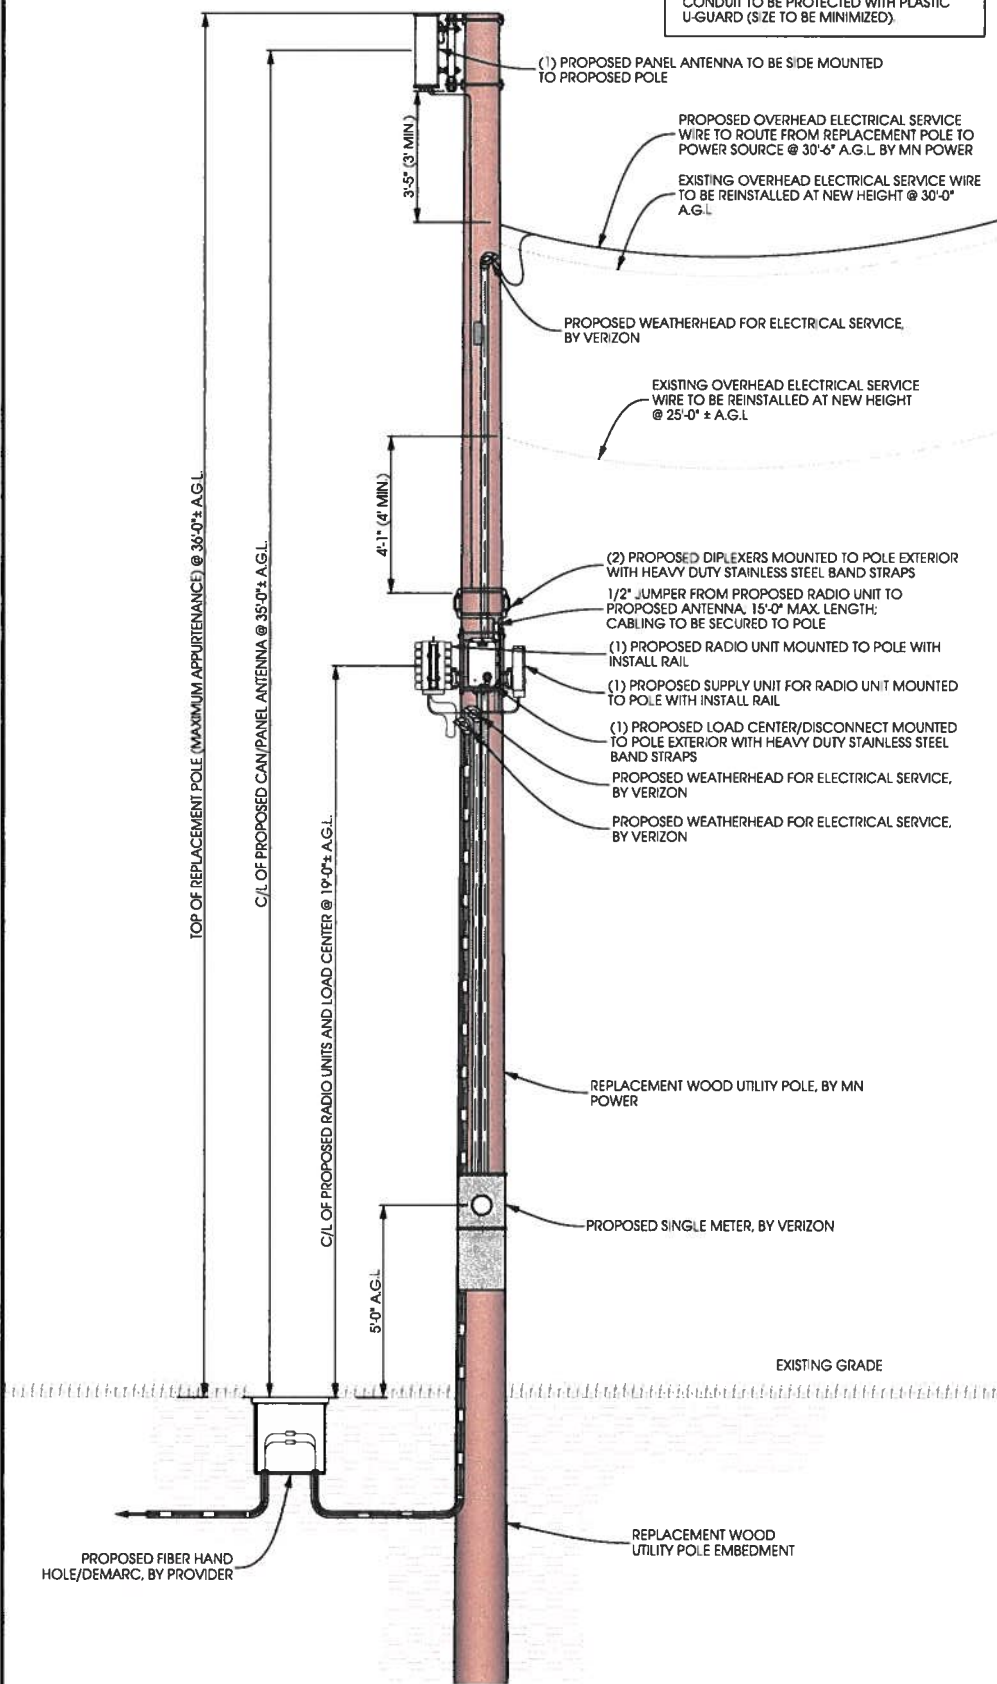 CONDUIT TO BE PROTECTED WITH PLASTIC
U-GUARD (SIZE TO BE MINIMIZED).
(1) PROPOSED PANEL ANTENNA TO BE SIDE MOUNTED
TO PROPOSED POLE
3'-5" (3' MIN.)
PROPOSED OVERHEAD ELECTRICAL SERVICE
WIRE TO ROUTE FROM REPLACEMENT POLE TO
POWER SOURCE @ 30'-6" A.G.L. BY MN POWER
EXISTING OVERHEAD ELECTRICAL SERVICE WIRE
TO BE REINSTALLED AT NEW HEIGHT @ 30'-0"
A.G.L
PROPOSED WEATHERHEAD FOR ELECTRICAL SERVICE,
BY VERIZON
EXISTING OVERHEAD ELECTRICAL SERVICE
WIRE TO BE REINSTALLED AT NEW HEIGHT
@ 25'-0" ± A.G.L
4'-1" (4' MIN.)
TOP OF REPLACEMENT POLE (MAXIMUM APPURTENANCE) @ 36'-0"± A.G.L.
C/L OF PROPOSED CAN/PANEL ANTENNA @ 35'-0"± A.G.L.
C/L OF PROPOSED RADIO UNITS AND LOAD CENTER @ 19'-0"± A.G.L.
(2) PROPOSED DIPLEXERS MOUNTED TO POLE EXTERIOR
WITH HEAVY DUTY STAINLESS STEEL BAND STRAPS
1/2" JUMPER FROM PROPOSED RADIO UNIT TO
PROPOSED ANTENNA, 15'-0" MAX. LENGTH;
CABLING TO BE SECURED TO POLE
(1) PROPOSED RADIO UNIT MOUNTED TO POLE WITH
INSTALL RAIL
(1) PROPOSED SUPPLY UNIT FOR RADIO UNIT MOUNTED
TO POLE WITH INSTALL RAIL
(1) PROPOSED LOAD CENTER/DISCONNECT MOUNTED
TO POLE EXTERIOR WITH HEAVY DUTY STAINLESS STEEL
BAND STRAPS
PROPOSED WEATHERHEAD FOR ELECTRICAL SERVICE,
BY VERIZON
PROPOSED WEATHERHEAD FOR ELECTRICAL SERVICE,
BY VERIZON
REPLACEMENT WOOD UTILITY POLE, BY MN
POWER
PROPOSED SINGLE METER, BY VERIZON
5'-0" A.G.L
EXISTING GRADE
REPLACEMENT WOOD
UTILITY POLE EMBEDMENT
PROPOSED FIBER HAND
HOLE/DEMARC, BY PROVIDER